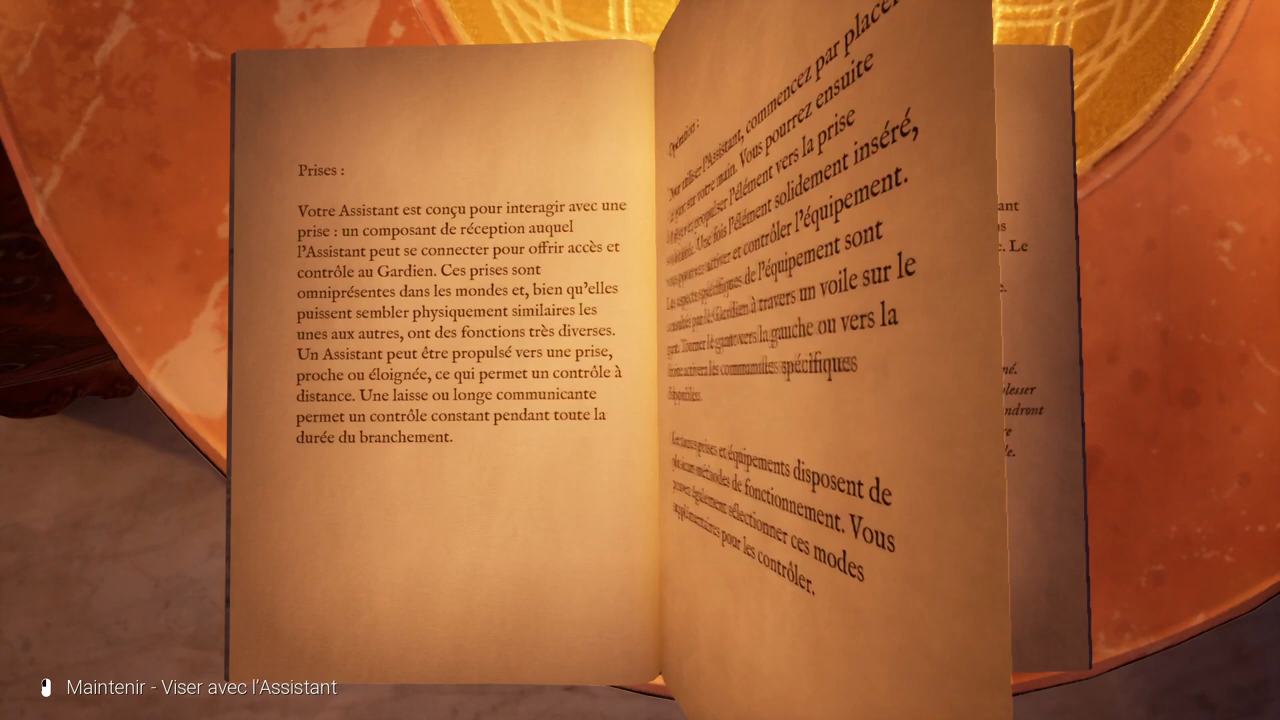 Prises :
Votre Assistant est conçu pour interagir avec une
prise : un composant de réception auquel
l'Assistant peut se connecter pour offrir accès et
contrôle au Gardien. Ces prises sont
omniprésentes dans les mondes et, bien qu'elles
puissent sembler physiquement similaires les
unes aux autres, ont des fonctions très diverses.
Un Assistant peut être propulsé vers une prise,
proche ou éloignée, ce qui permet un contrôle à
distance. Une laisse ou longe communicante
permet un contrôle constant pendant toute la
durée du branchement.
Opération :
Pour utiliser l'Assistant, commencez par placer
le gant sur votre main. Vous pourrez ensuite
propulser l'élément vers la prise
Une fois l'élément solidement inséré,
vous pourrez activer et contrôler l'équipement.
Les aspects spécifiques de l'équipement sont
consultés par le Gardien à travers un voile sur le
gant. Tourner le gant vers la gauche ou vers la
droite activera les commandes spécifiques
disponibles.
Certaines prises et équipements disposent de
plusieurs méthodes de fonctionnement. Vous
pouvez également sélectionner ces modes
supplémentaires pour les contrôler.
Le
Maintenir - Viser avec l'Assistant